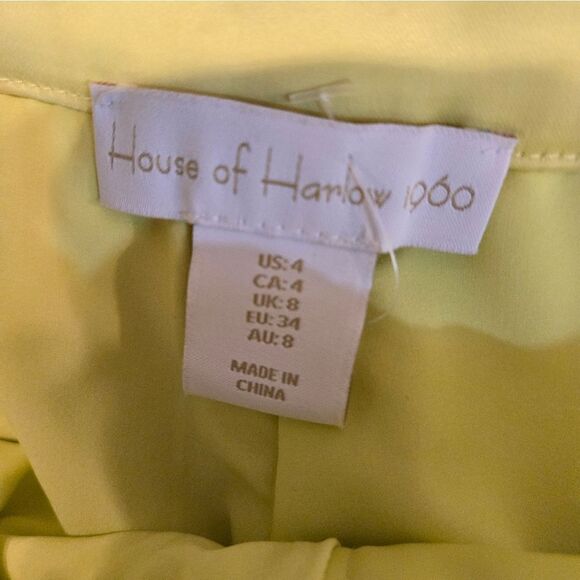 House of Harlow 1960
US: 4
CA: 4
UK: 8
EU: 34
AU: 8
MADE IN
CHINA